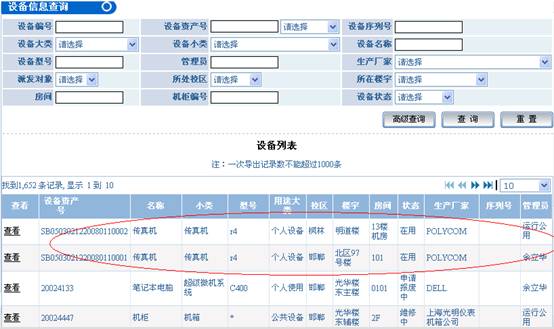 设备信息查询
设备编号 设备资产号 请选择 设备序列号
设备大类 请选择 设备小类 请选择 设备名称
设备型号 管理员 生产厂家 请选择
派发对象 请选择 所处校区 请选择 所在楼宇 请选择
房间 机柜编号 设备状态 请选择
高级查询 查 询 重 置
设备列表
注：一次导出记录数不能超过1000条
找到1,652 条记录, 显示 1 到 10 10
查看 设备资产号 名称 小类 型号 用途大类 校区 楼宇 房间 状态 生产厂家 序列号 管理员
查看 SB0503021220080110002 传真机 传真机 r4 个人设备 枫林 明道楼 13楼机房 在用 POLYCOM 运行公用
查看 SB0503021220080110001 传真机 传真机 r4 个人设备 邯郸 北区97号楼 101 在用 POLYCOM 余立华
查看 20024133 笔记本电脑 超级微机系统 C400 个人使用 邯郸 光华楼东主楼 0101 申请报废中 DELL 余立华
查看 20024447 机柜 机箱 * 公共设备 邯郸 光华楼东辅楼 2F 维修中 上海光明仪表机箱公司 运行公用